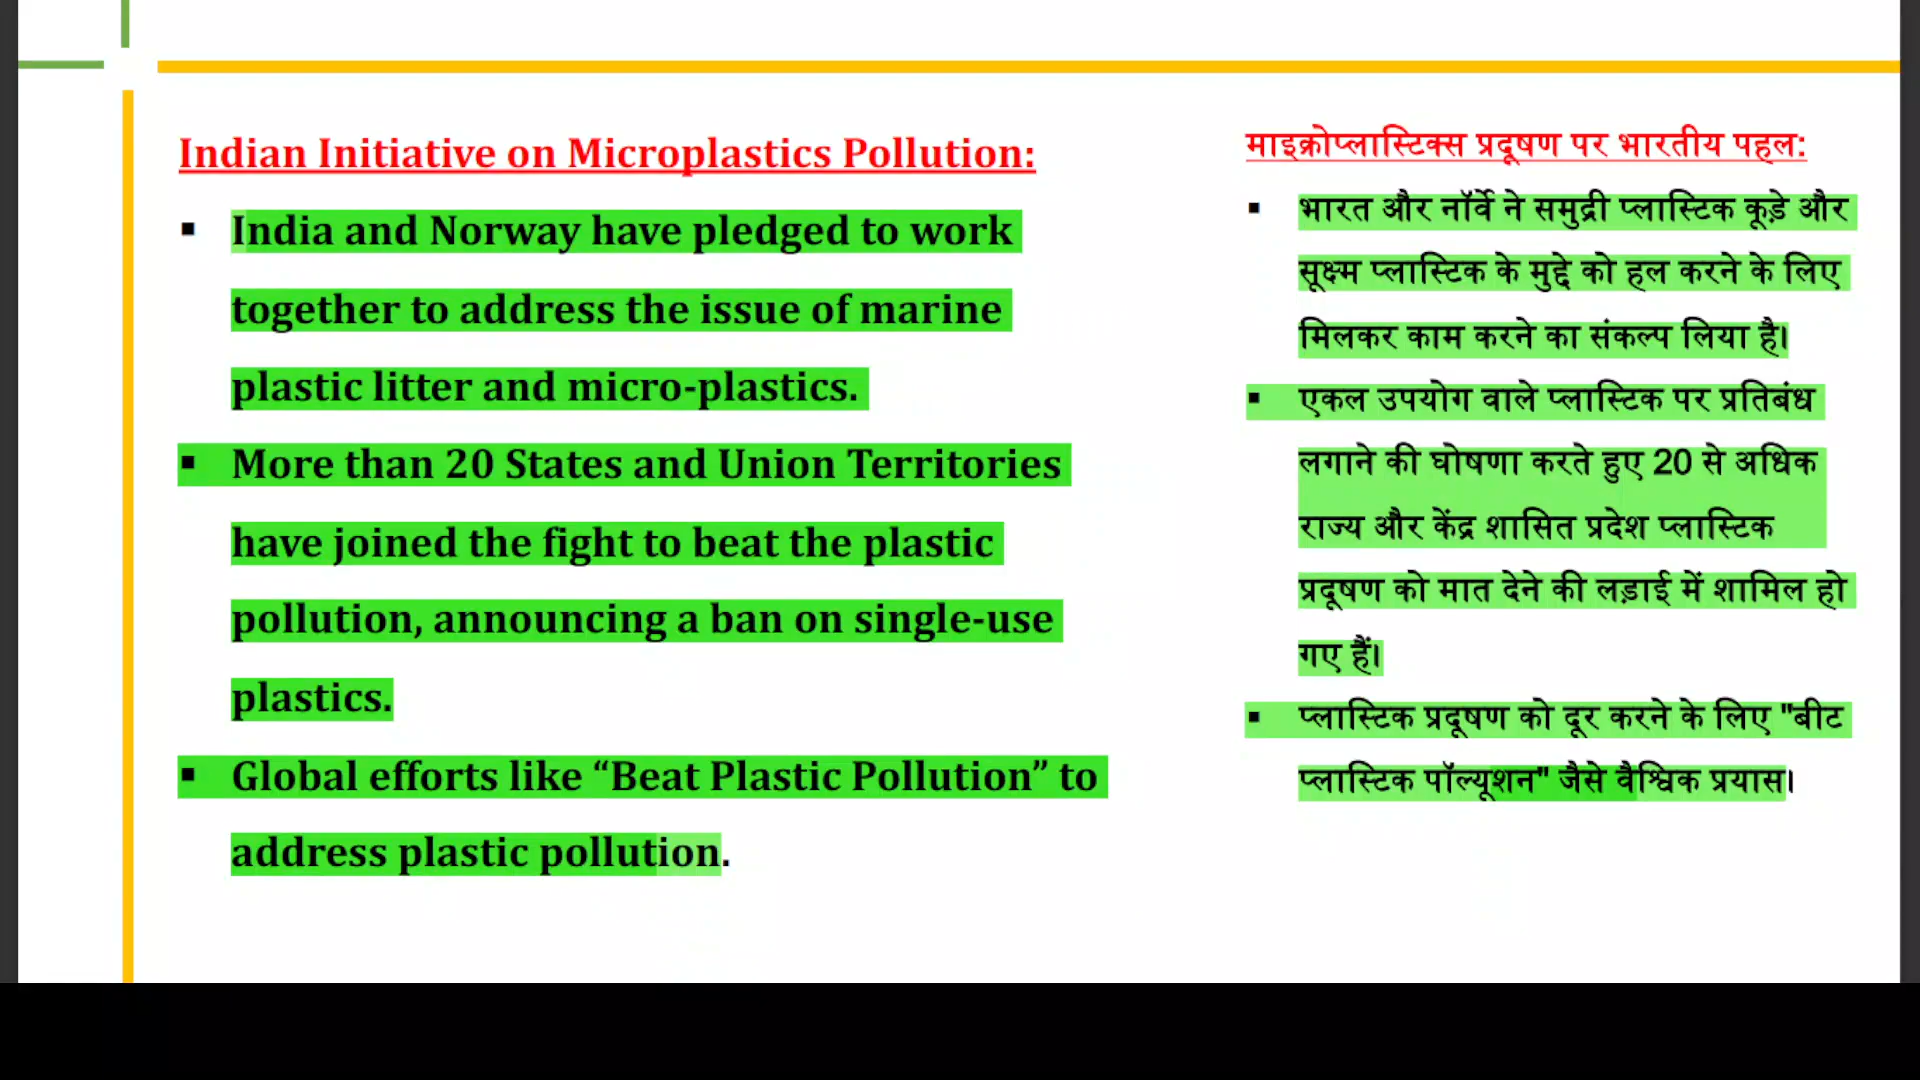 Indian Initiative on Microplastics Pollution:
▪ India and Norway have pledged to work
together to address the issue of marine
plastic litter and micro-plastics.
▪ More than 20 States and Union Territories
have joined the fight to beat the plastic
pollution, announcing a ban on single-use
plastics.
▪ Global efforts like “Beat Plastic Pollution” to
address plastic pollution.
माइक्रोप्लास्टिक्स प्रदूषण पर भारतीय पहल:
▪ भारत और नॉर्वे ने समुद्री प्लास्टिक कूड़े और
सूक्ष्म प्लास्टिक के मुद्दे को हल करने के लिए
मिलकर काम करने का संकल्प लिया है।
▪ एकल उपयोग वाले प्लास्टिक पर प्रतिबंध
लगाने की घोषणा करते हुए 20 से अधिक
राज्य और केंद्र शासित प्रदेश प्लास्टिक
प्रदूषण को मात देने की लड़ाई में शामिल हो
गए हैं।
▪ प्लास्टिक प्रदूषण को दूर करने के लिए "बीट
प्लास्टिक पॉल्यूशन" जैसे वैश्विक प्रयास।